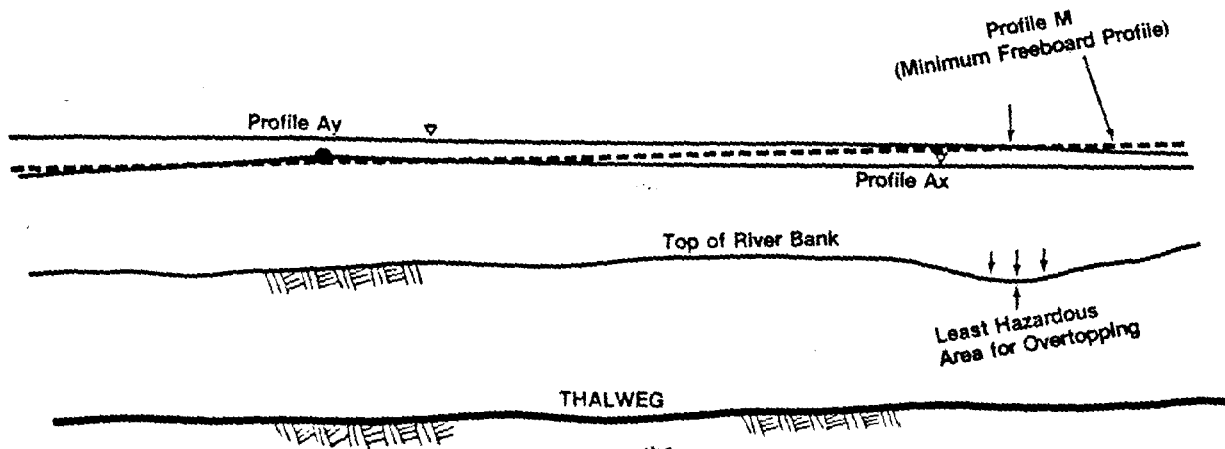 Profile M
(Minimum Freeboard Profile)
Profile Ay
Profile Ax
Top of River Bank
Least Hazardous
Area for Overtopping
THALWEG